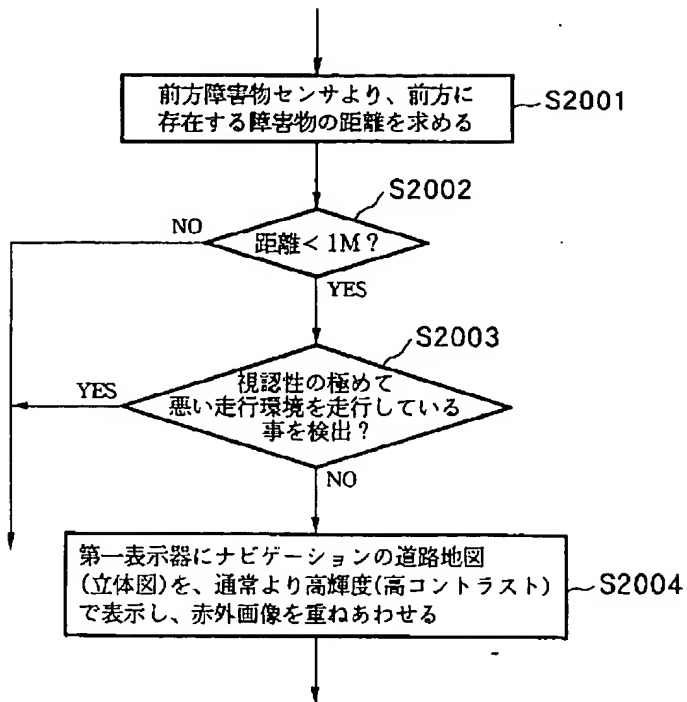 前方障害物センサより、前方に
存在する障害物の距離を求める
S2001
S2002
NO
距離< 1M ?
YES
S2003
YES
視認性の極めて
悪い走行環境を走行している
事を検出?
NO
第一表示器にナビゲーションの道路地図
(立体図)を、通常より高輝度(高コントラスト)
で表示し、赤外画像を重ねあわせる
S2004